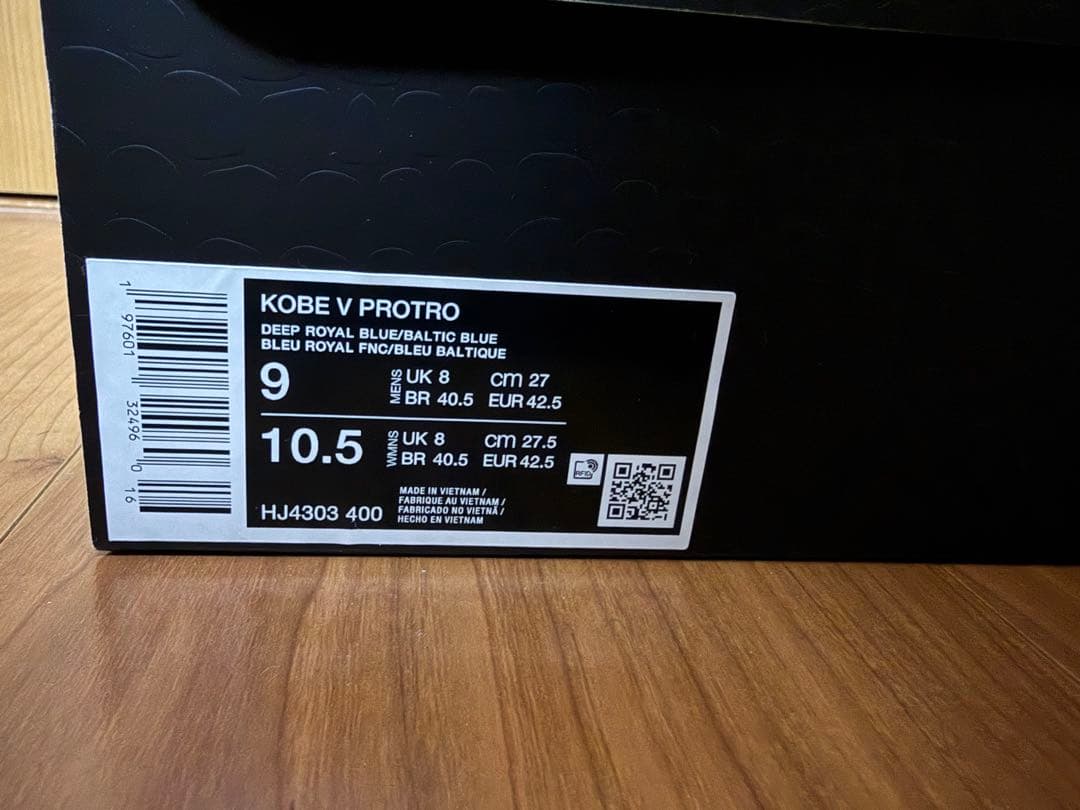 1 97601 32496 0 16
KOBE V PROTRO
DEEP ROYAL BLUE/BALTIC BLUE
BLEU ROYAL FNC/BLEU BALTIQUE
9 MENS UK 8 cm 27
BR 40.5 EUR 42.5
10.5 WMNS UK 8 cm 27.5
BR 40.5 EUR 42.5
RFID
HJ4303 400
MADE IN VIETNAM /
FABRIQUE AU VIETNAM /
FABRICADO NO VIETNÃ /
HECHO EN VIETNAM